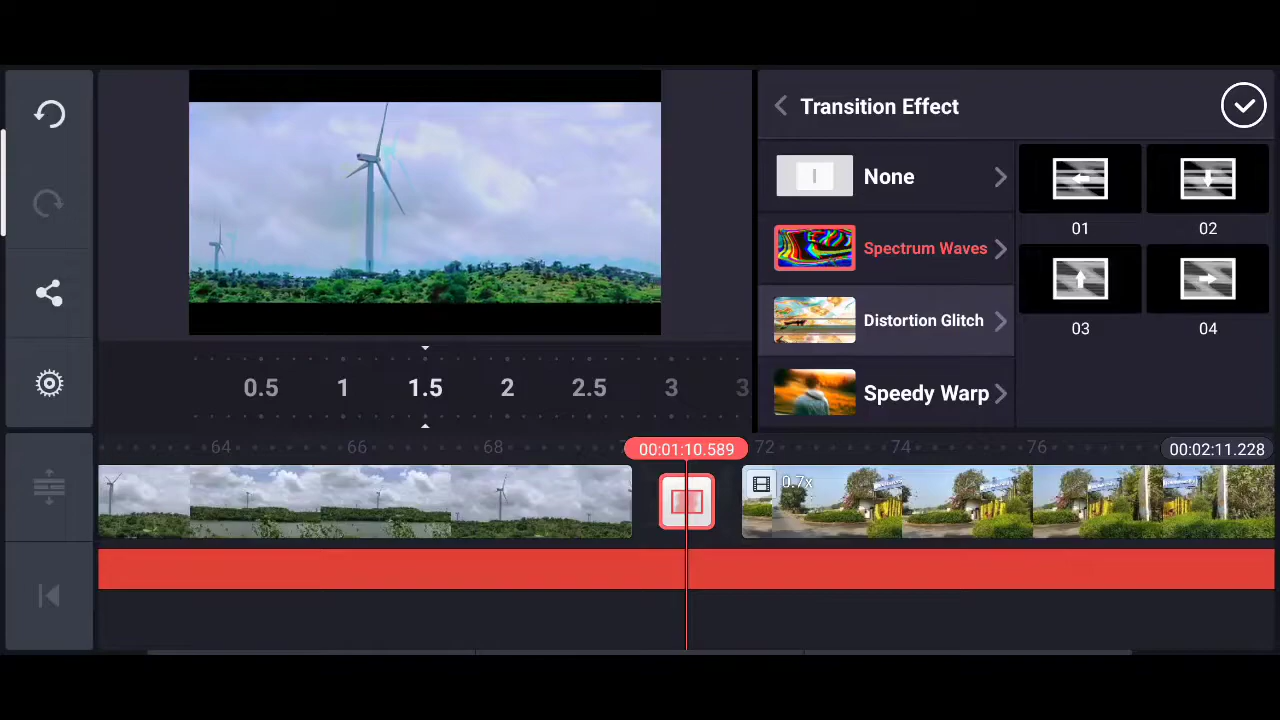 Transition Effect
None
Spectrum Waves
Distortion Glitch
Speedy Warp
01
02
03
04
0.5 1 1.5 2 2.5 3 3
64 66 68 72 74 76
00:01:10.589
00:02:11.228
0.7x